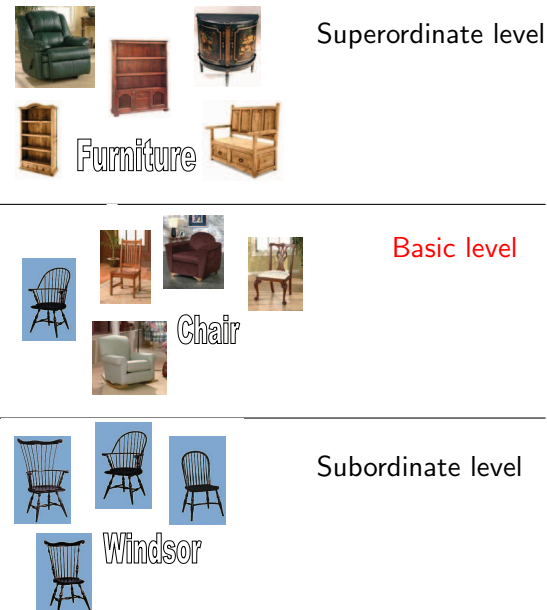 Superordinate level
Furniture
Basic level
Chair
Subordinate level
Windsor